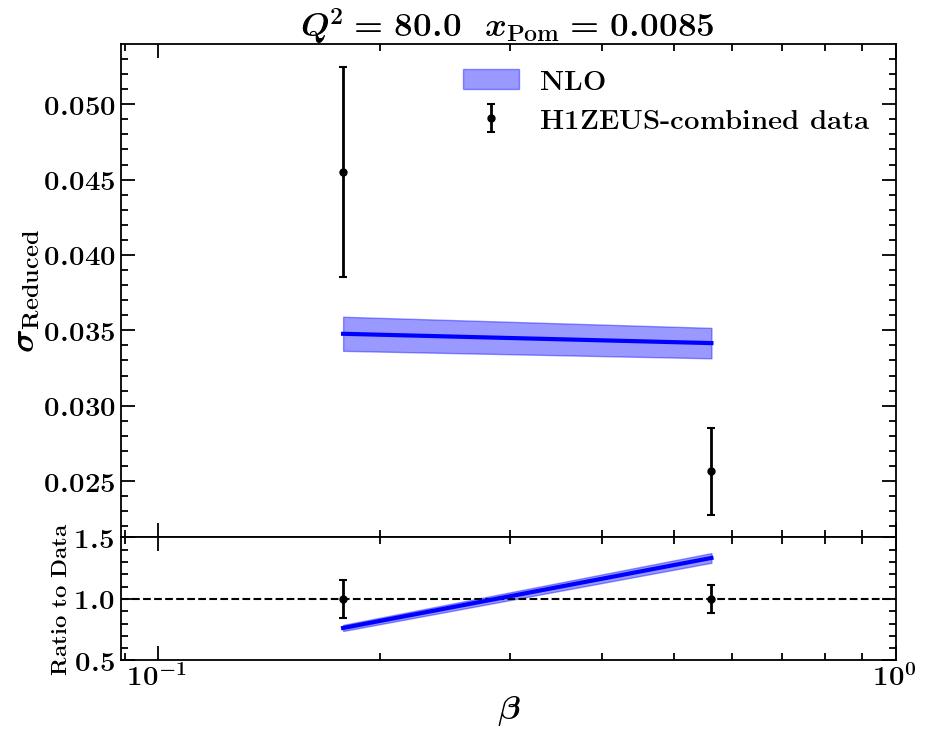 Q² = 80.0 x_Pom = 0.0085
NLO
H1ZEUS-combined data
0.050
0.045
0.040
0.035
0.030
0.025
σ_Reduced
1.5
1.0
0.5
Ratio to Data
10⁻¹
10⁰
β